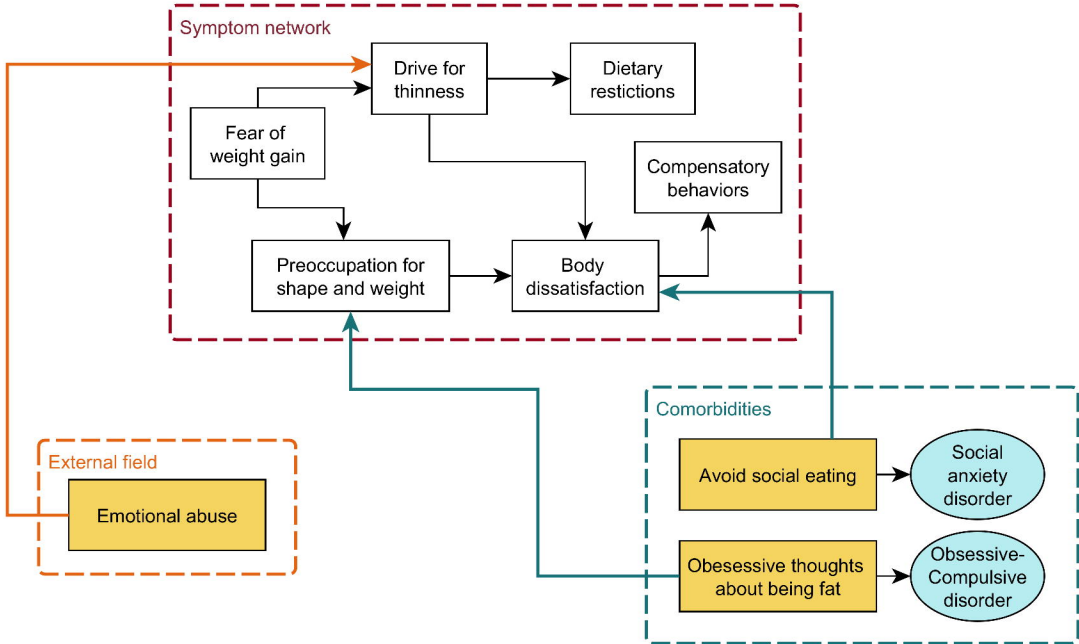 Symptom network
Drive for
thinness
Dietary
restictions
Fear of
weight gain
Compensatory
behaviors
Preoccupation for
shape and weight
Body
dissatisfaction
Comorbidities
External field
Emotional abuse
Avoid social eating
Social
anxiety
disorder
Obesessive thoughts
about being fat
Obsessive-
Compulsive
disorder